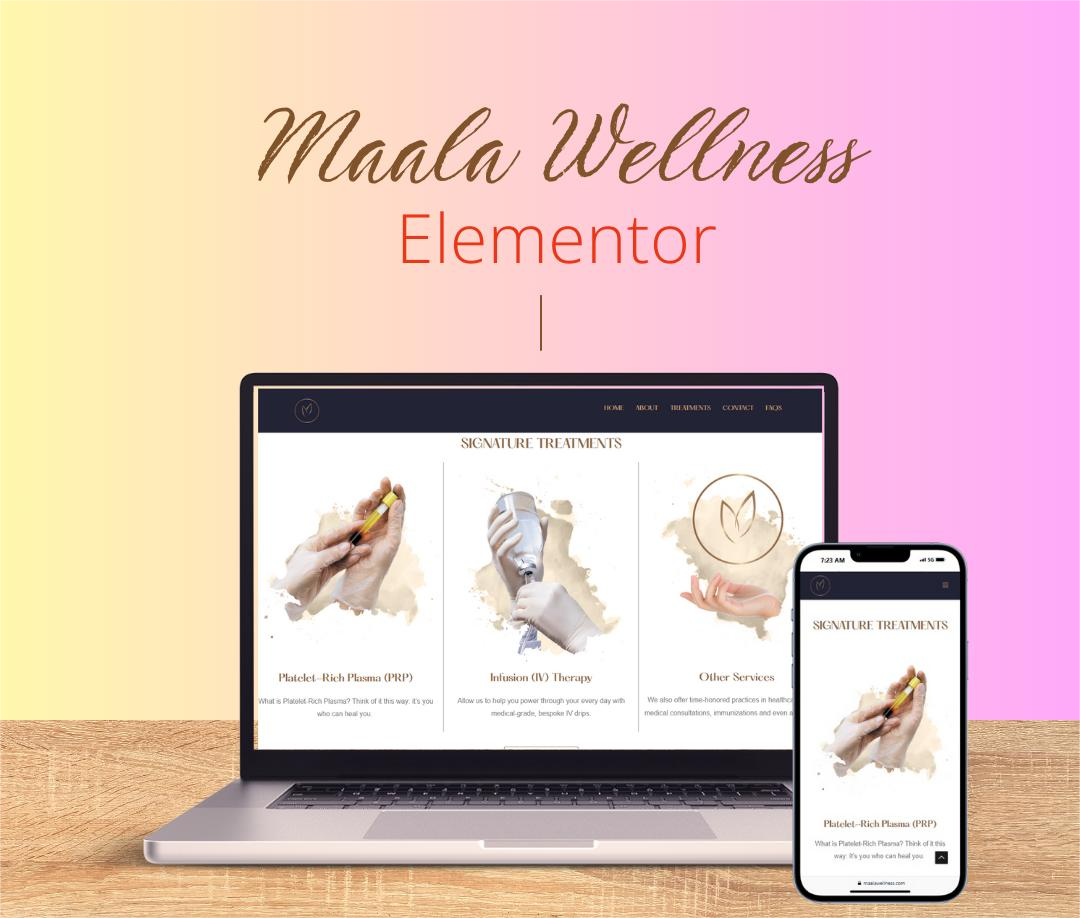 Maala Wellness
Elementor
HOME ABOUT TREATMENTS CONTACT FAQS
SIGNATURE TREATMENTS
Platelet-Rich Plasma (PRP)
What is Platelet-Rich Plasma? Think of it this way: it's you
who can heal you.
Infusion (IV) Therapy
Allow us to help you power through your every day with
medical-grade, bespoke IV drips.
Other Services
We also offer time-honored practices in
medical consultations, immunizations and even
7:23 AM
5G
SIGNATURE TREATMENTS
Platelet-Rich Plasma (PRP)
What is Platelet-Rich Plasma? Think of it this
way: it's you who can heal you.
maalawellness.com